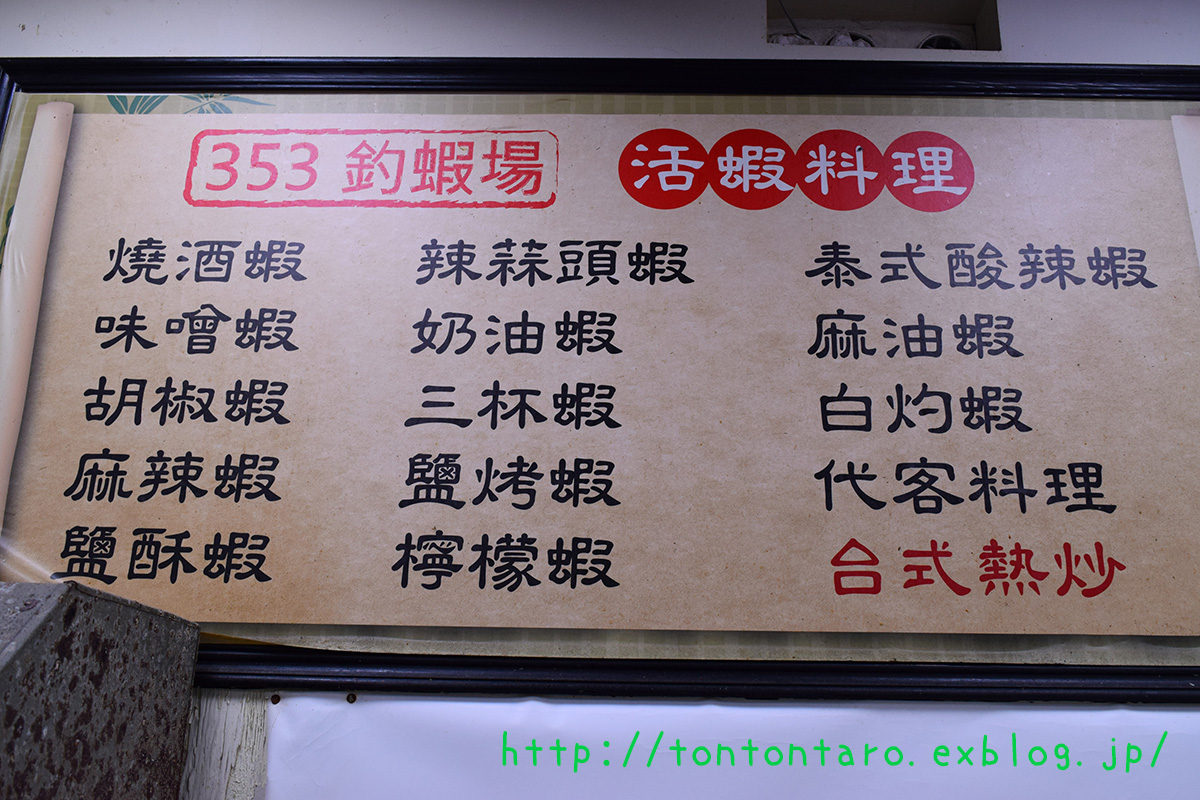 353 釣蝦場
活蝦料理
燒酒蝦
味噌蝦
胡椒蝦
麻辣蝦
鹽酥蝦
辣蒜頭蝦
奶油蝦
三杯蝦
鹽烤蝦
檸檬蝦
泰式酸辣蝦
麻油蝦
白灼蝦
代客料理
台式熱炒
http://tontontaro.exblog.jp/